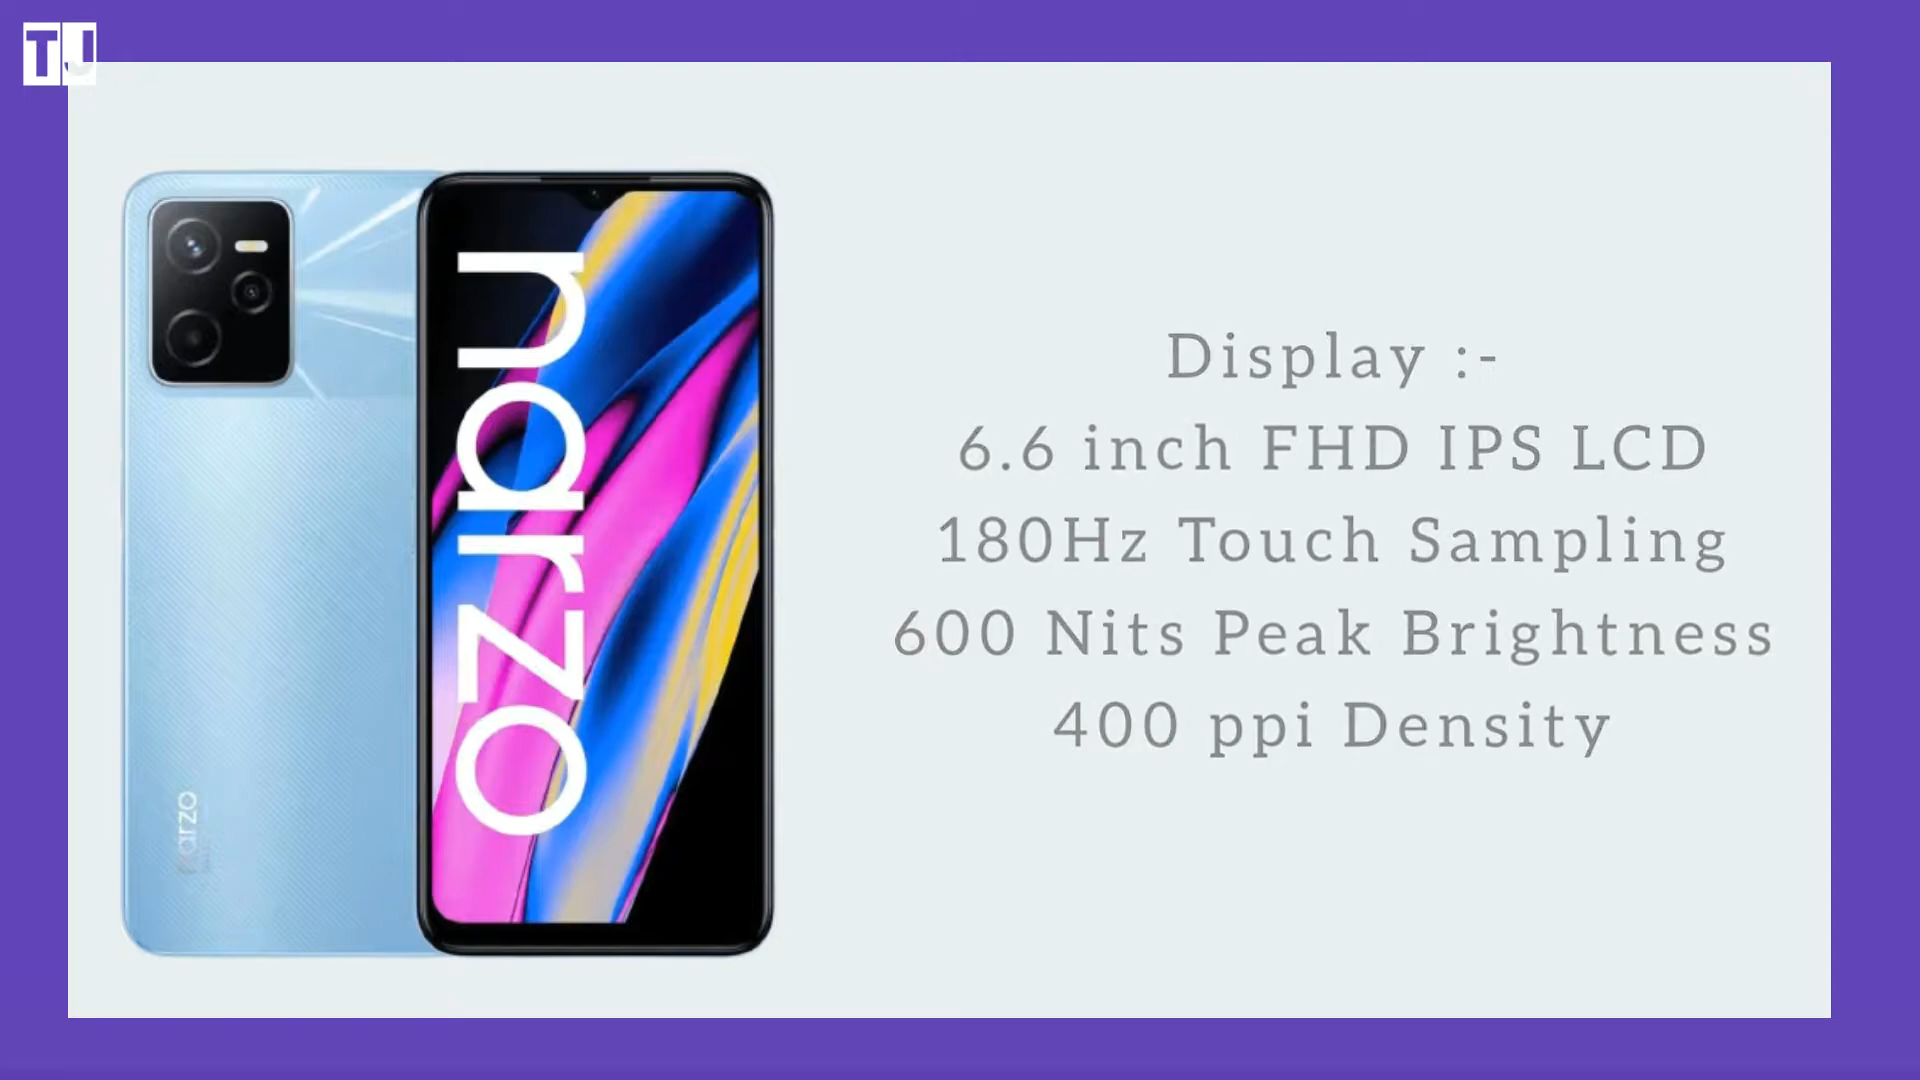 TJ
narzo
narzo
Display :-
6.6 inch FHD IPS LCD
180Hz Touch Sampling
600 Nits Peak Brightness
400 ppi Density